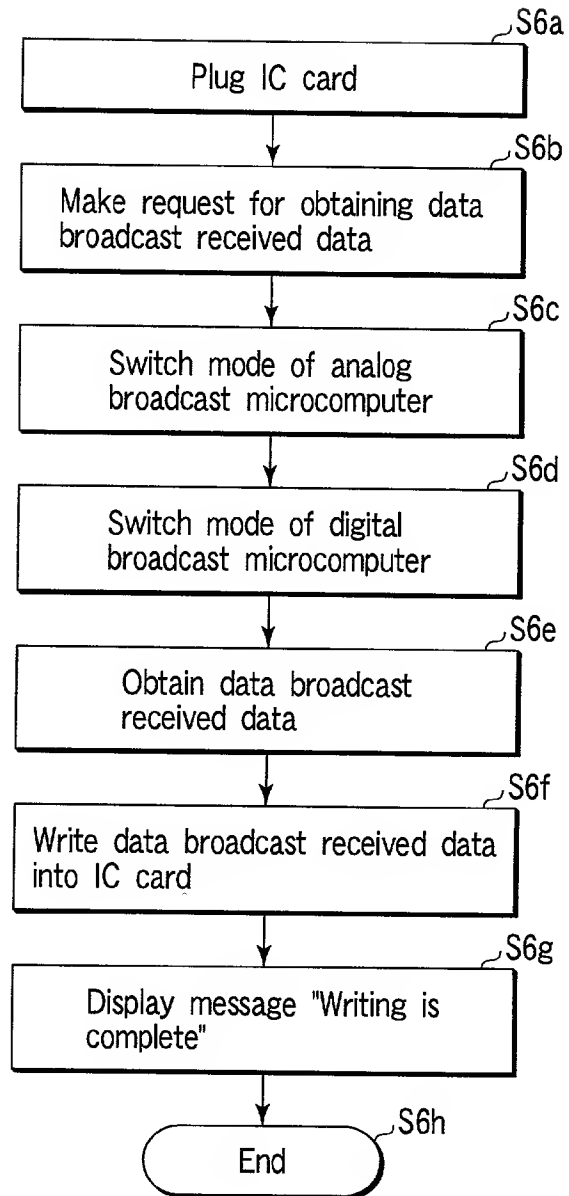 S6a
Plug IC card
S6b
Make request for obtaining data
broadcast received data
S6c
Switch mode of analog
broadcast microcomputer
S6d
Switch mode of digital
broadcast microcomputer
S6e
Obtain data broadcast
received data
S6f
Write data broadcast received data
into IC card
S6g
Display message "Writing is
complete"
S6h
End